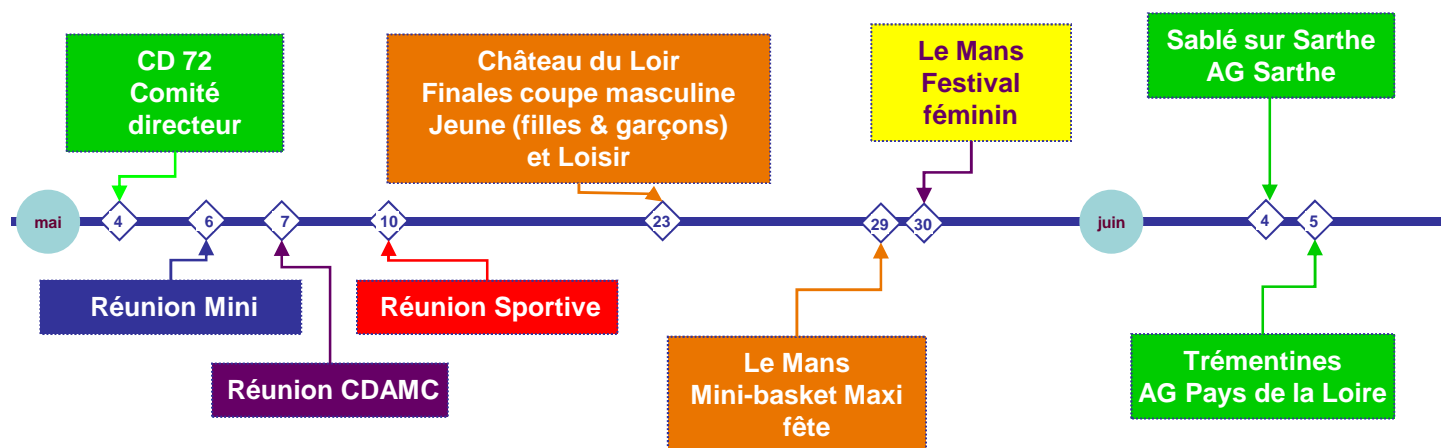 CD 72
Comité
directeur
Château du Loir
Finales coupe masculine
Jeune (filles & garçons)
et Loisir
Le Mans
Festival
féminin
Sablé sur Sarthe
AG Sarthe
mai
4
6
7
10
23
29
30
juin
4
5
Réunion Mini
Réunion Sportive
Réunion CDAMC
Le Mans
Mini-basket Maxi
fête
Trémentines
AG Pays de la Loire